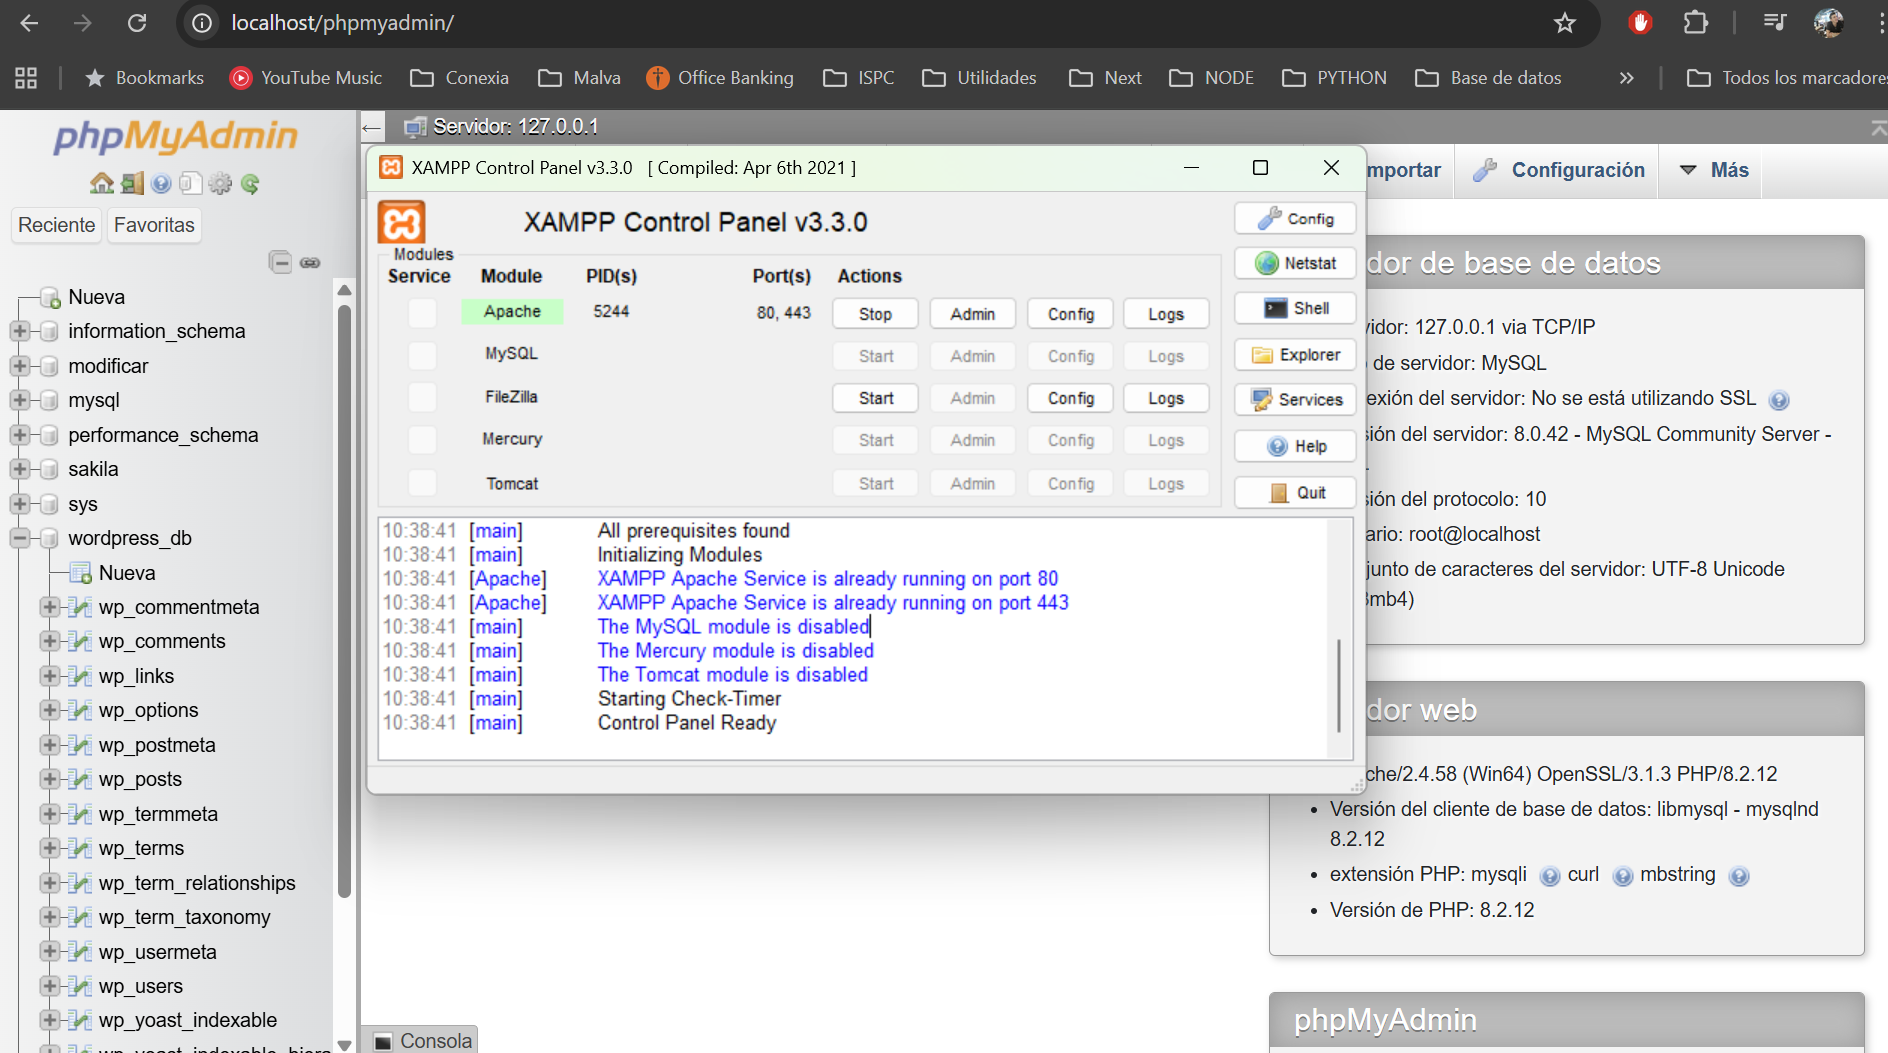 localhost/phpmyadmin/
Bookmarks YouTube Music Conexia Malva Office Banking ISPC Utilidades Next NODE PYTHON Base de datos » Todos los marcadores
phpMyAdmin
Reciente Favoritas
Nueva
information_schema
modificar
mysql
performance_schema
sakila
sys
wordpress_db
Nueva
wp_commentmeta
wp_comments
wp_links
wp_options
wp_postmeta
wp_posts
wp_termmeta
wp_terms
wp_term_relationships
wp_term_taxonomy
wp_usermeta
wp_users
wp_yoast_indexable
wp_yoast_indexable_hiera
Servidor: 127.0.0.1
mportar Configuración Más
XAMPP Control Panel v3.3.0 [ Compiled: Apr 6th 2021 ]
XAMPP Control Panel v3.3.0
Modules
Service Module PID(s) Port(s) Actions
Apache 5244 80, 443 Stop Admin Config Logs
MySQL Start Admin Config Logs
FileZilla Start Admin Config Logs
Mercury Start Admin Config Logs
Tomcat Start Admin Config Logs
Config
Netstat
Shell
Explorer
Services
Help
Quit
10:38:41 [main] All prerequisites found
10:38:41 [main] Initializing Modules
10:38:41 [Apache] XAMPP Apache Service is already running on port 80
10:38:41 [Apache] XAMPP Apache Service is already running on port 443
10:38:41 [main] The MySQL module is disabled
10:38:41 [main] The Mercury module is disabled
10:38:41 [main] The Tomcat module is disabled
10:38:41 [main] Starting Check-Timer
10:38:41 [main] Control Panel Ready
dor de base de datos
vidor: 127.0.0.1 via TCP/IP
de servidor: MySQL
exión del servidor: No se está utilizando SSL
sión del servidor: 8.0.42 - MySQL Community Server -
sión del protocolo: 10
ario: root@localhost
junto de caracteres del servidor: UTF-8 Unicode
mb4)
dor web
che/2.4.58 (Win64) OpenSSL/3.1.3 PHP/8.2.12
• Versión del cliente de base de datos: libmysql - mysqlnd
8.2.12
• extensión PHP: mysqli curl mbstring
• Versión de PHP: 8.2.12
phpMyAdmin
Consola